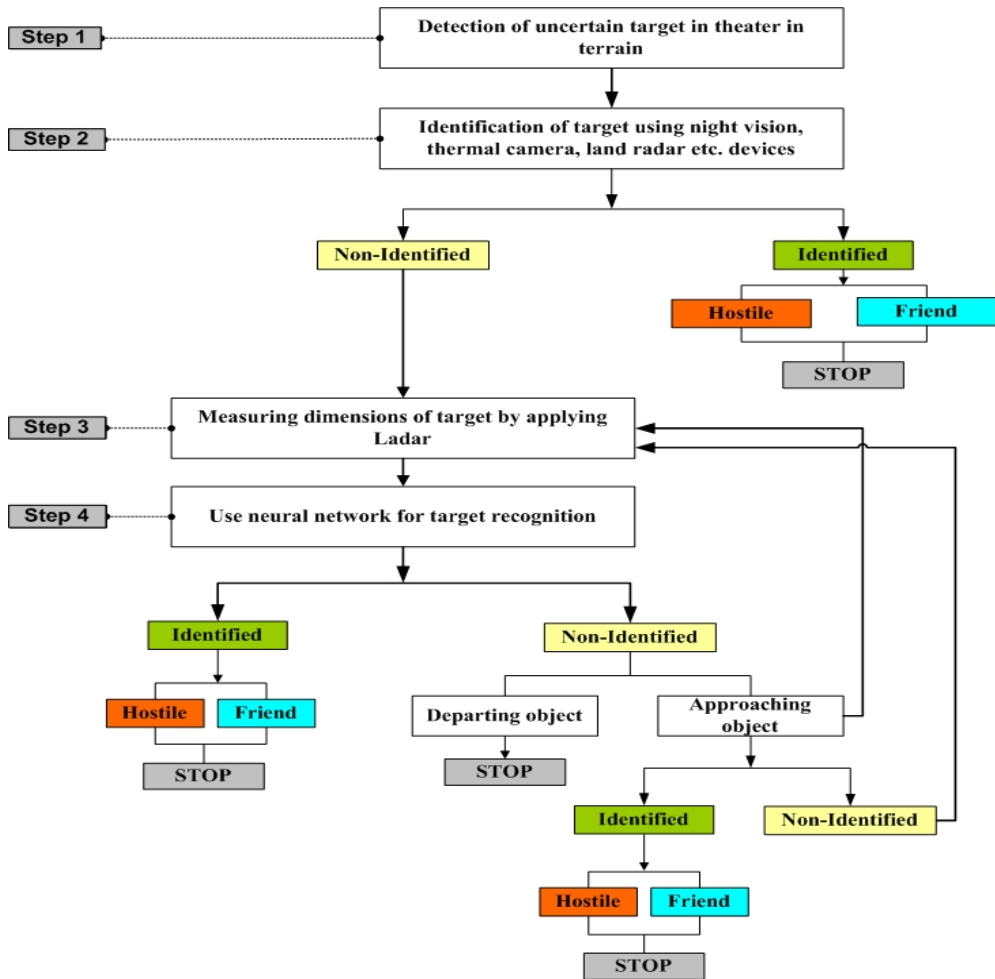 Step 1
Detection of uncertain target in theater in
terrain
Step 2
Identification of target using night vision,
thermal camera, land radar etc. devices
Non-Identified
Identified
Hostile
Friend
STOP
Step 3
Measuring dimensions of target by applying
Ladar
Step 4
Use neural network for target recognition
Identified
Non-Identified
Hostile
Friend
STOP
Departing object
STOP
Approaching
object
Identified
Non-Identified
Hostile
Friend
STOP